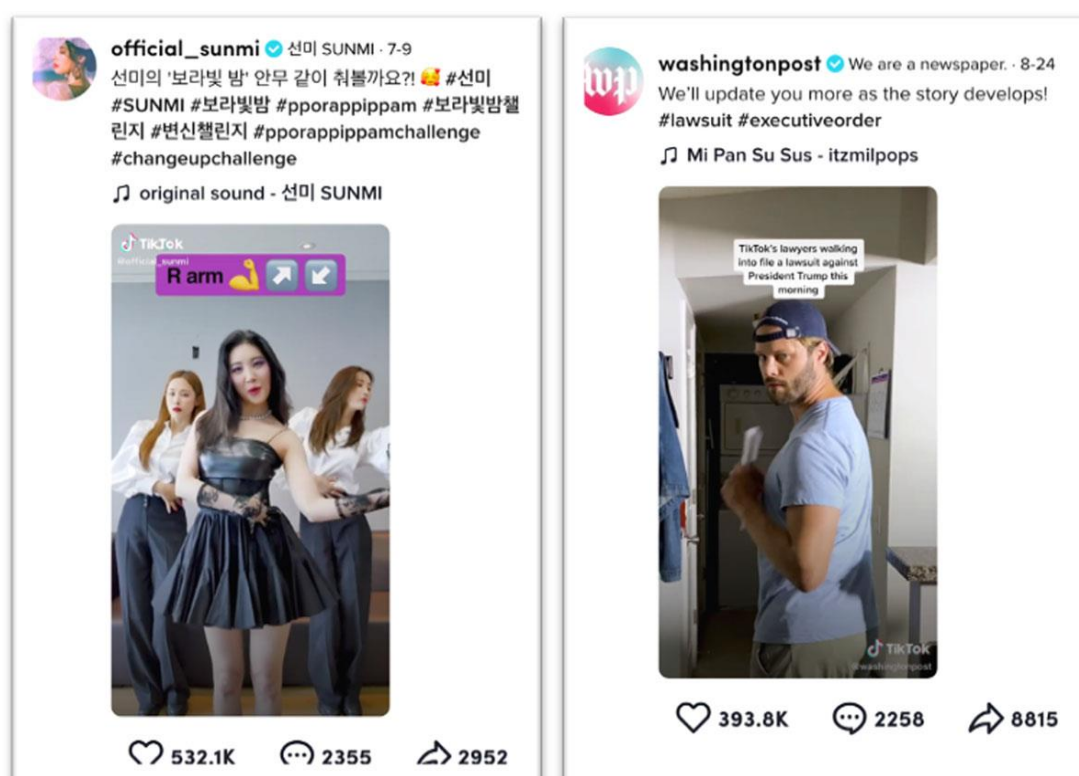 official_sunmi 선미 SUNMI · 7-9
선미의 '보라빛 밤' 안무 같이 춰볼까요?! 🥰 #선미
#SUNMI #보라빛밤 #pporappippam #보라빛밤챌
린지 #변신챌린지 #pporappippamchallenge
#changeupchallenge
original sound - 선미 SUNMI
TikTok
@official_sunmi
R arm 💪 ↗️ ↙️
532.1K 2355 2952
wp
washingtonpost We are a newspaper. · 8-24
We'll update you more as the story develops!
#lawsuit #executiveorder
Mi Pan Su Sus - itzmilpops
TikTok's lawyers walking
into file a lawsuit against
President Trump this
morning
TikTok
@washingtonpost
393.8K 2258 8815